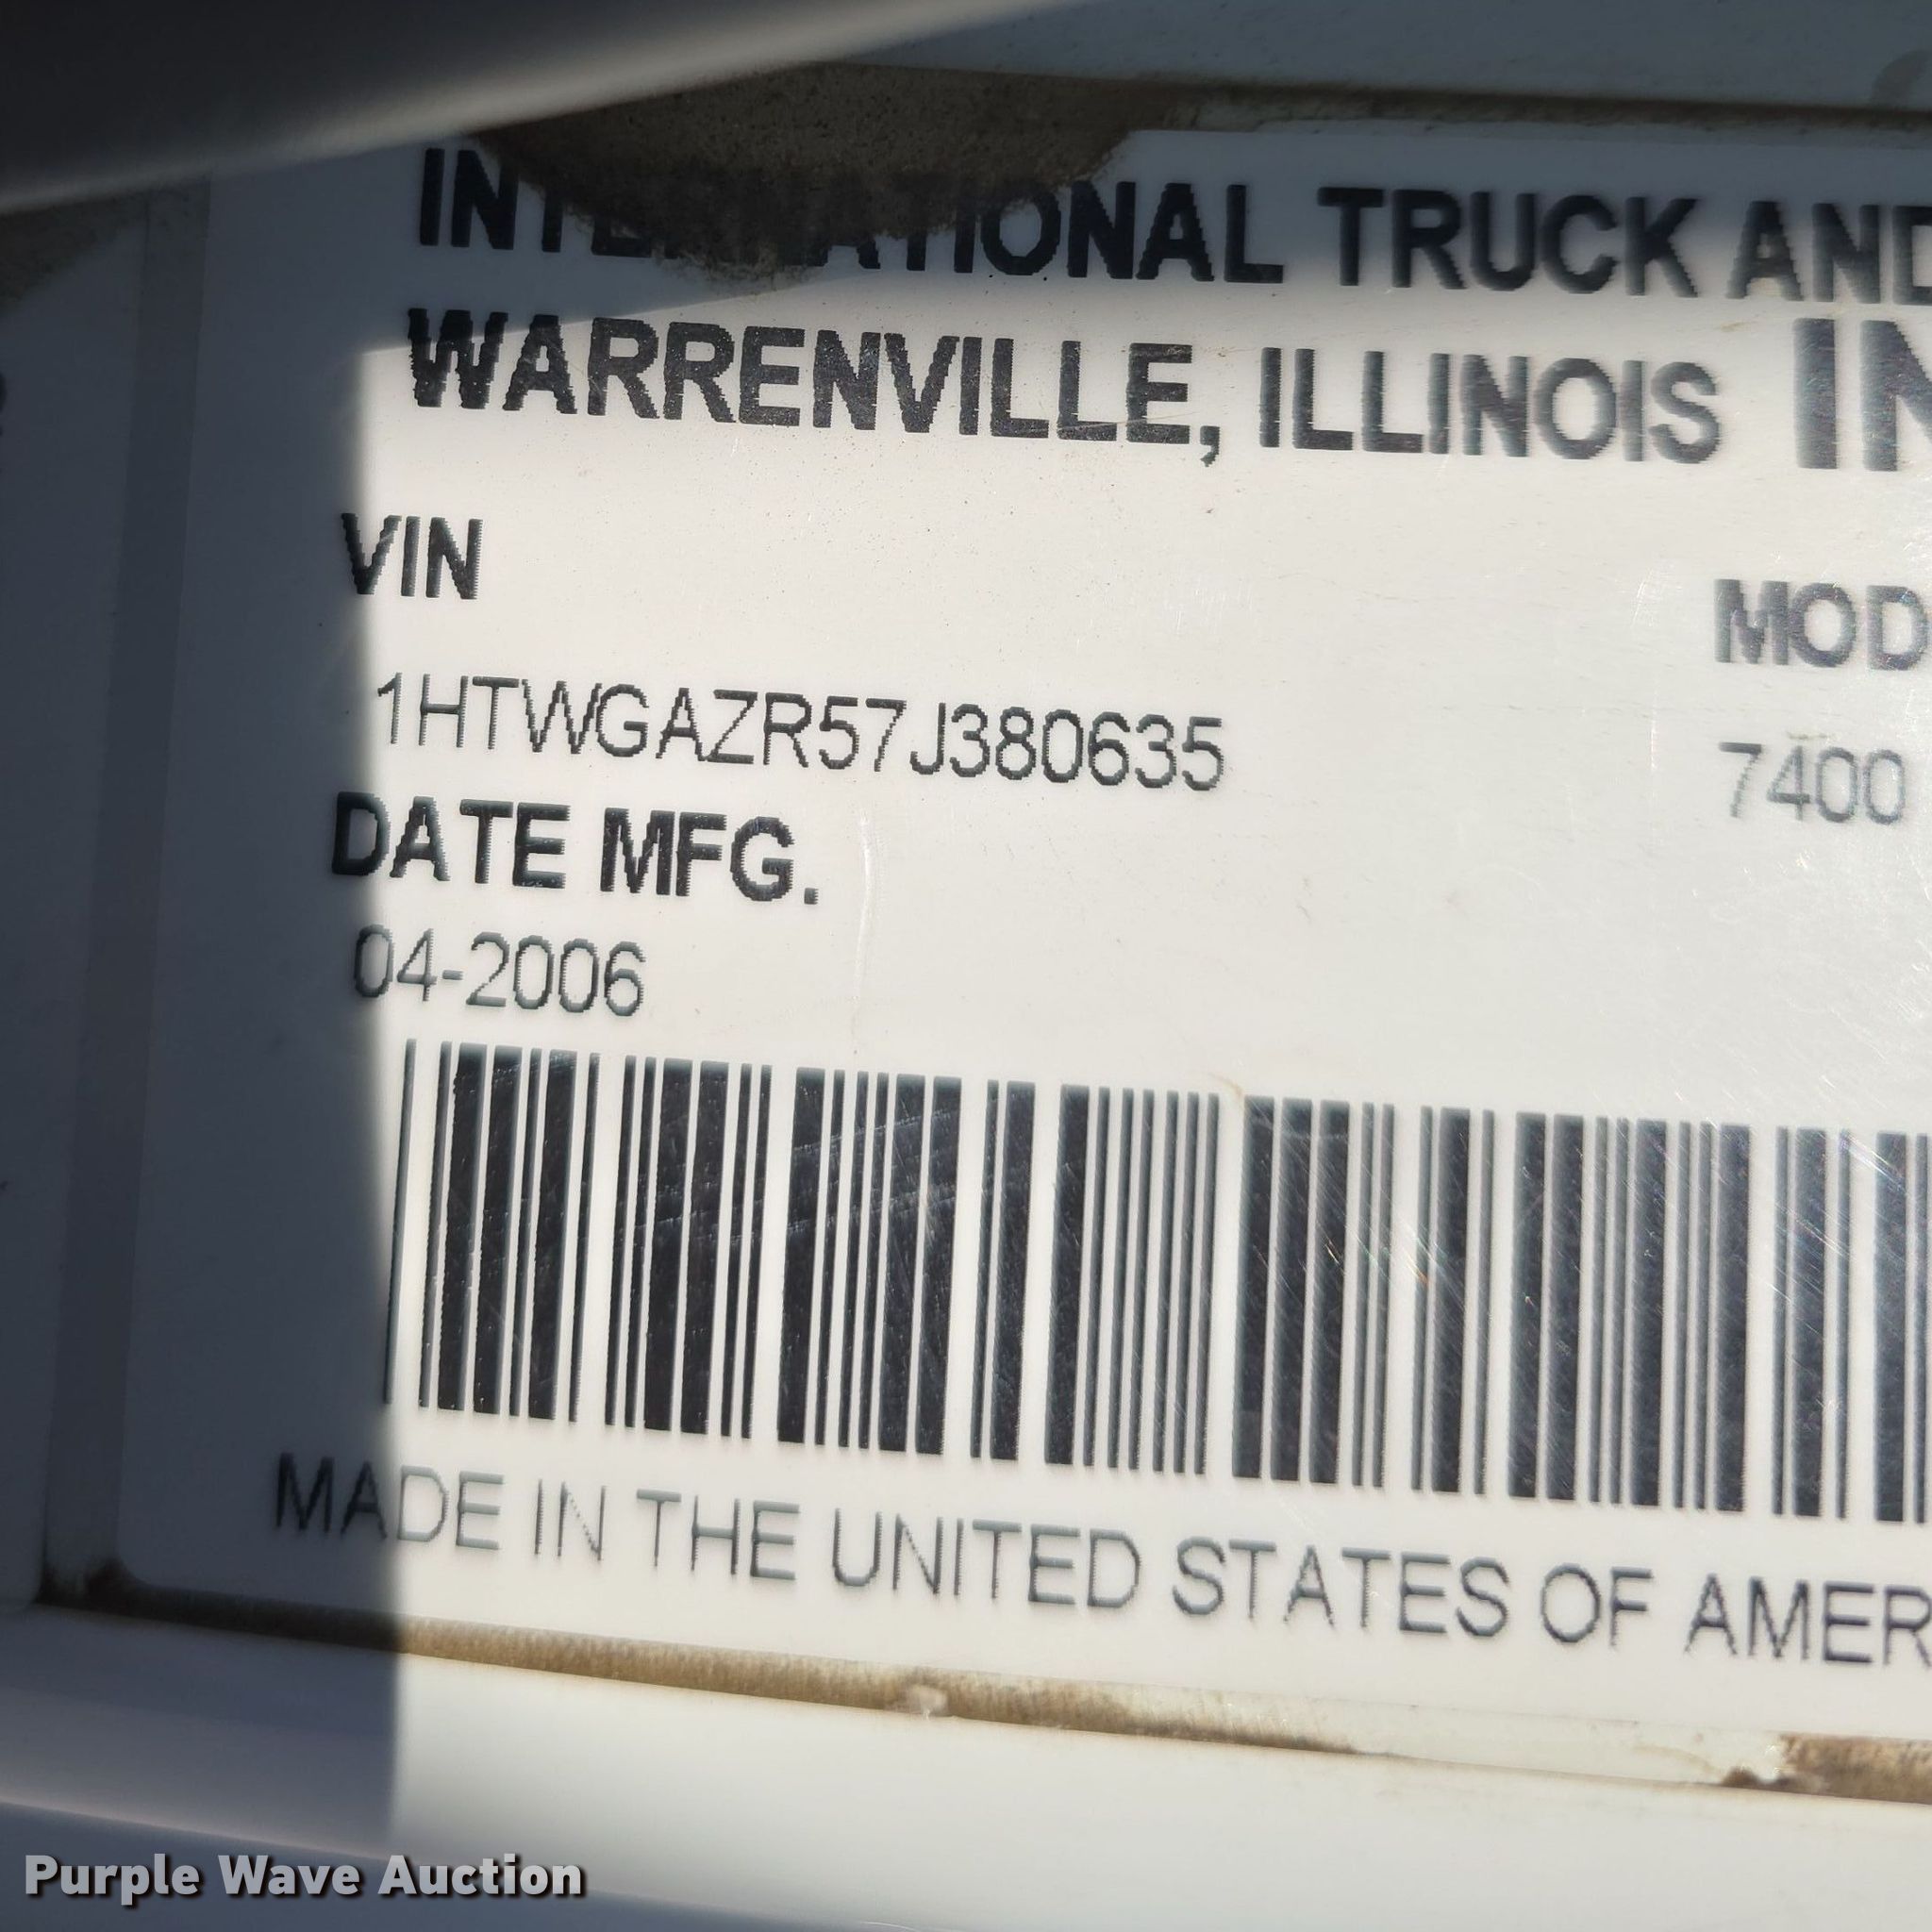 INTERNATIONAL TRUCK AND
WARRENVILLE, ILLINOIS IN
VIN
MOD
1HTWGAZR57J380635
7400
DATE MFG.
04-2006
MADE IN THE UNITED STATES OF AMER
Purple Wave Auction